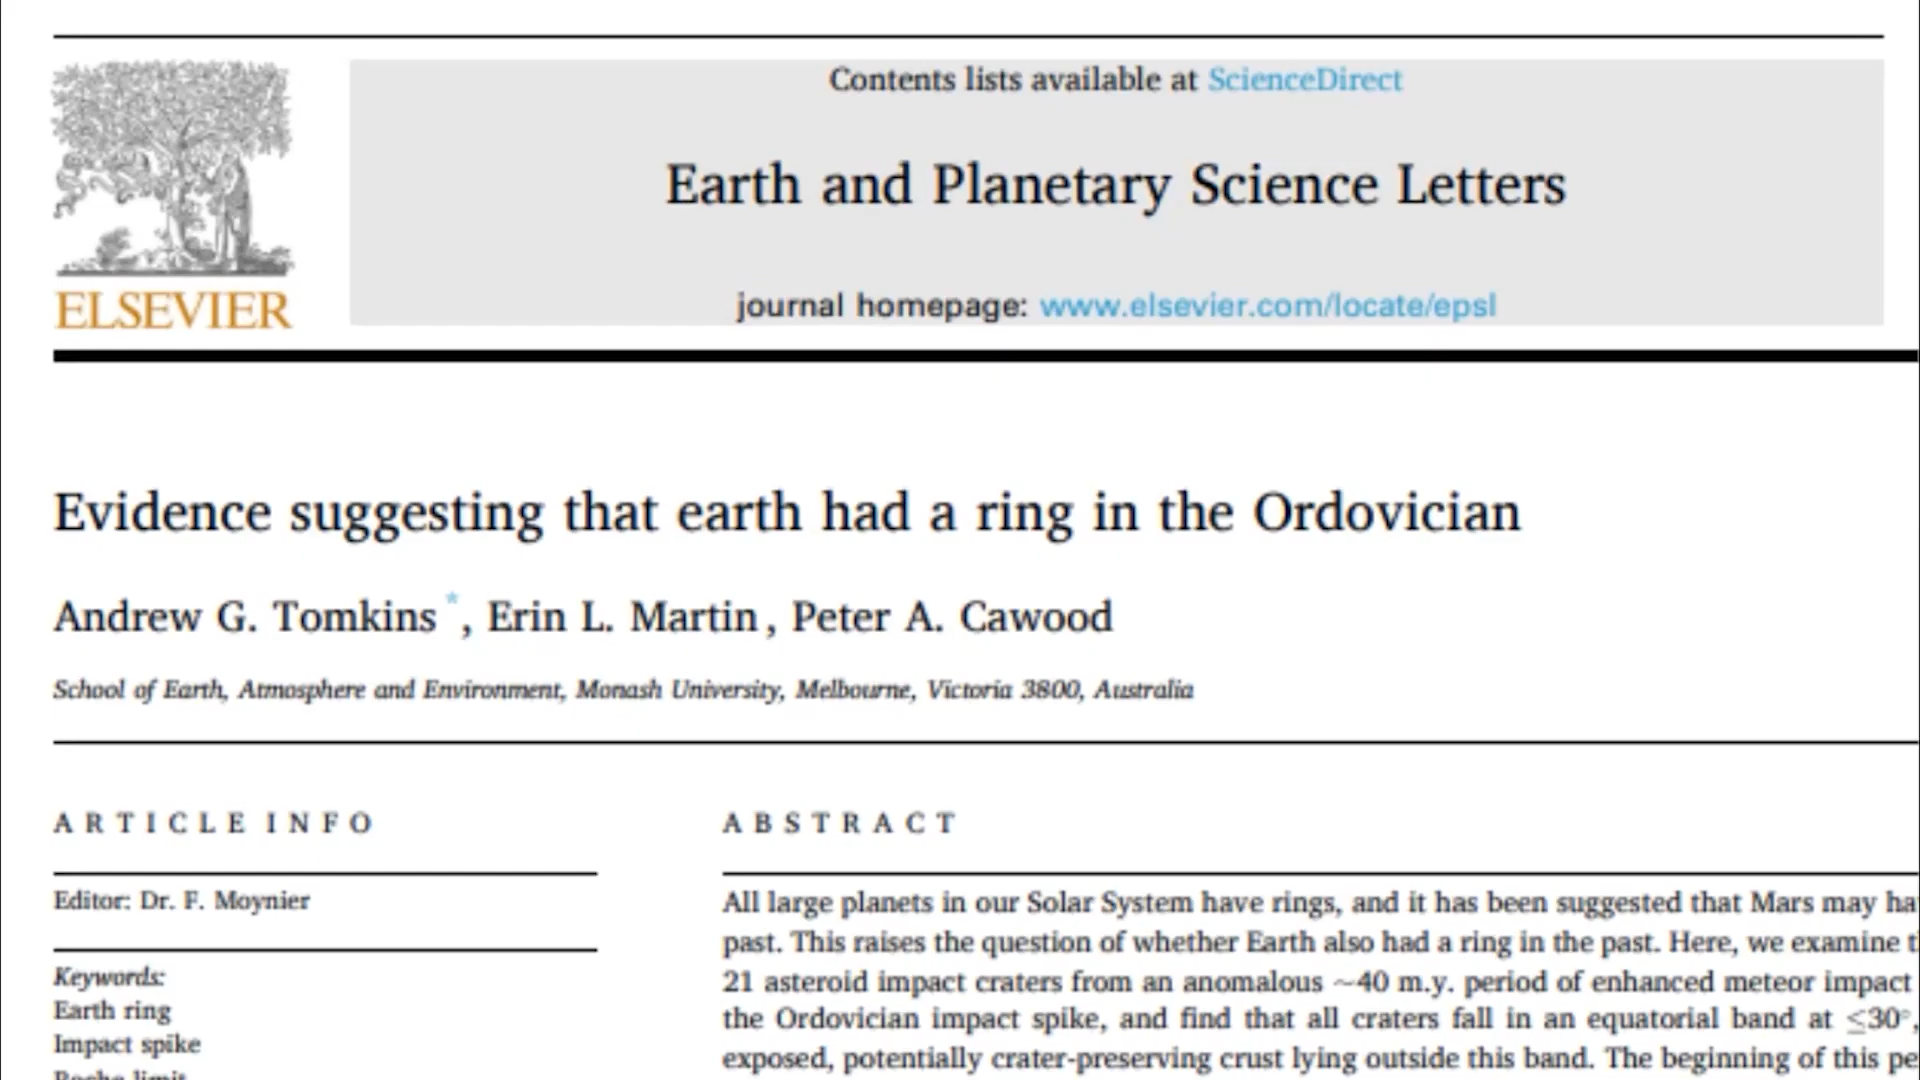 Contents lists available at ScienceDirect
Earth and Planetary Science Letters
journal homepage: www.elsevier.com/locate/epsl
ELSEVIER
Evidence suggesting that earth had a ring in the Ordovician
Andrew G. Tomkins *, Erin L. Martin, Peter A. Cawood
School of Earth, Atmosphere and Environment, Monash University, Melbourne, Victoria 3800, Australia
ARTICLE INFO
Editor: Dr. F. Moynier
Keywords:
Earth ring
Impact spike
Roche limit
ABSTRACT
All large planets in our Solar System have rings, and it has been suggested that Mars may
past. This raises the question of whether Earth also had a ring in the past. Here, we examine
21 asteroid impact craters from an anomalous ~40 m.y. period of enhanced meteor impact
the Ordovician impact spike, and find that all craters fall in an equatorial band at ≤30°,
exposed, potentially crater-preserving crust lying outside this band. The beginning of this